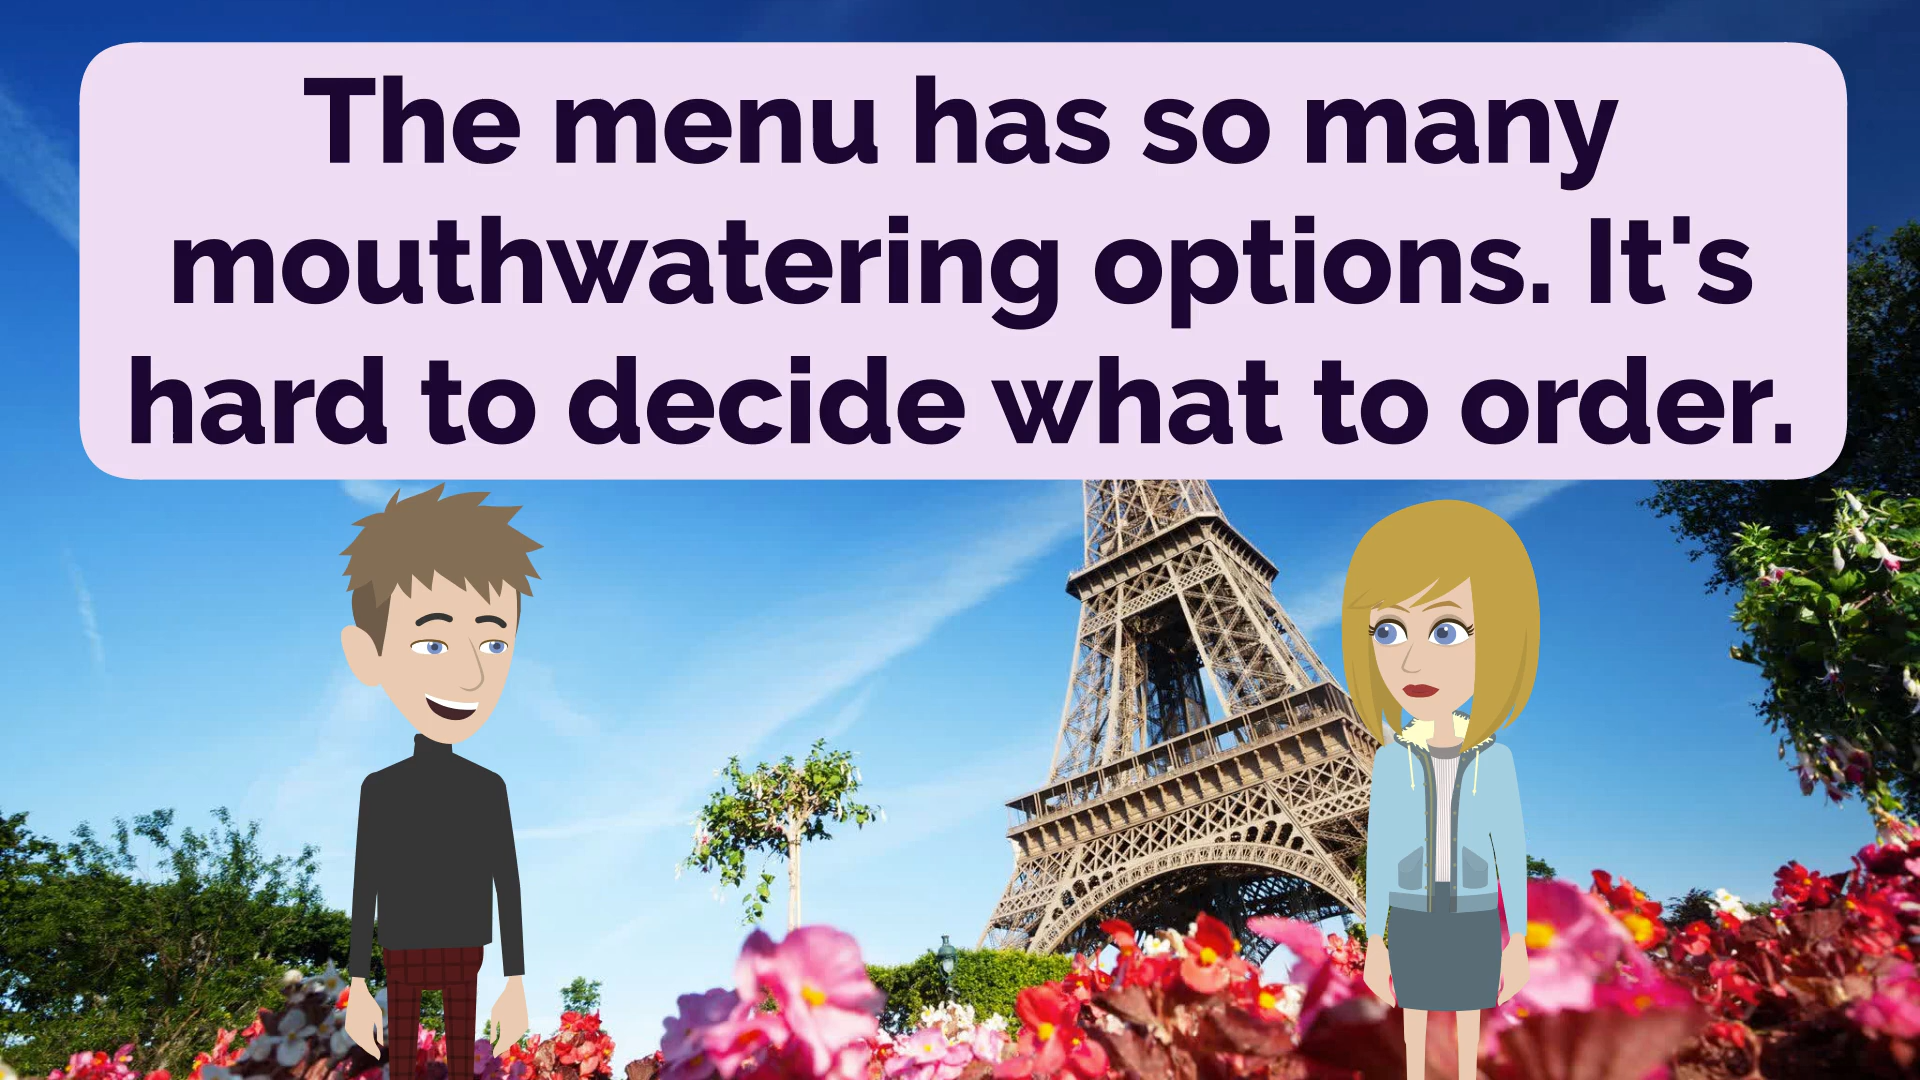 The menu has so many
mouthwatering options. It's
hard to decide what to order.